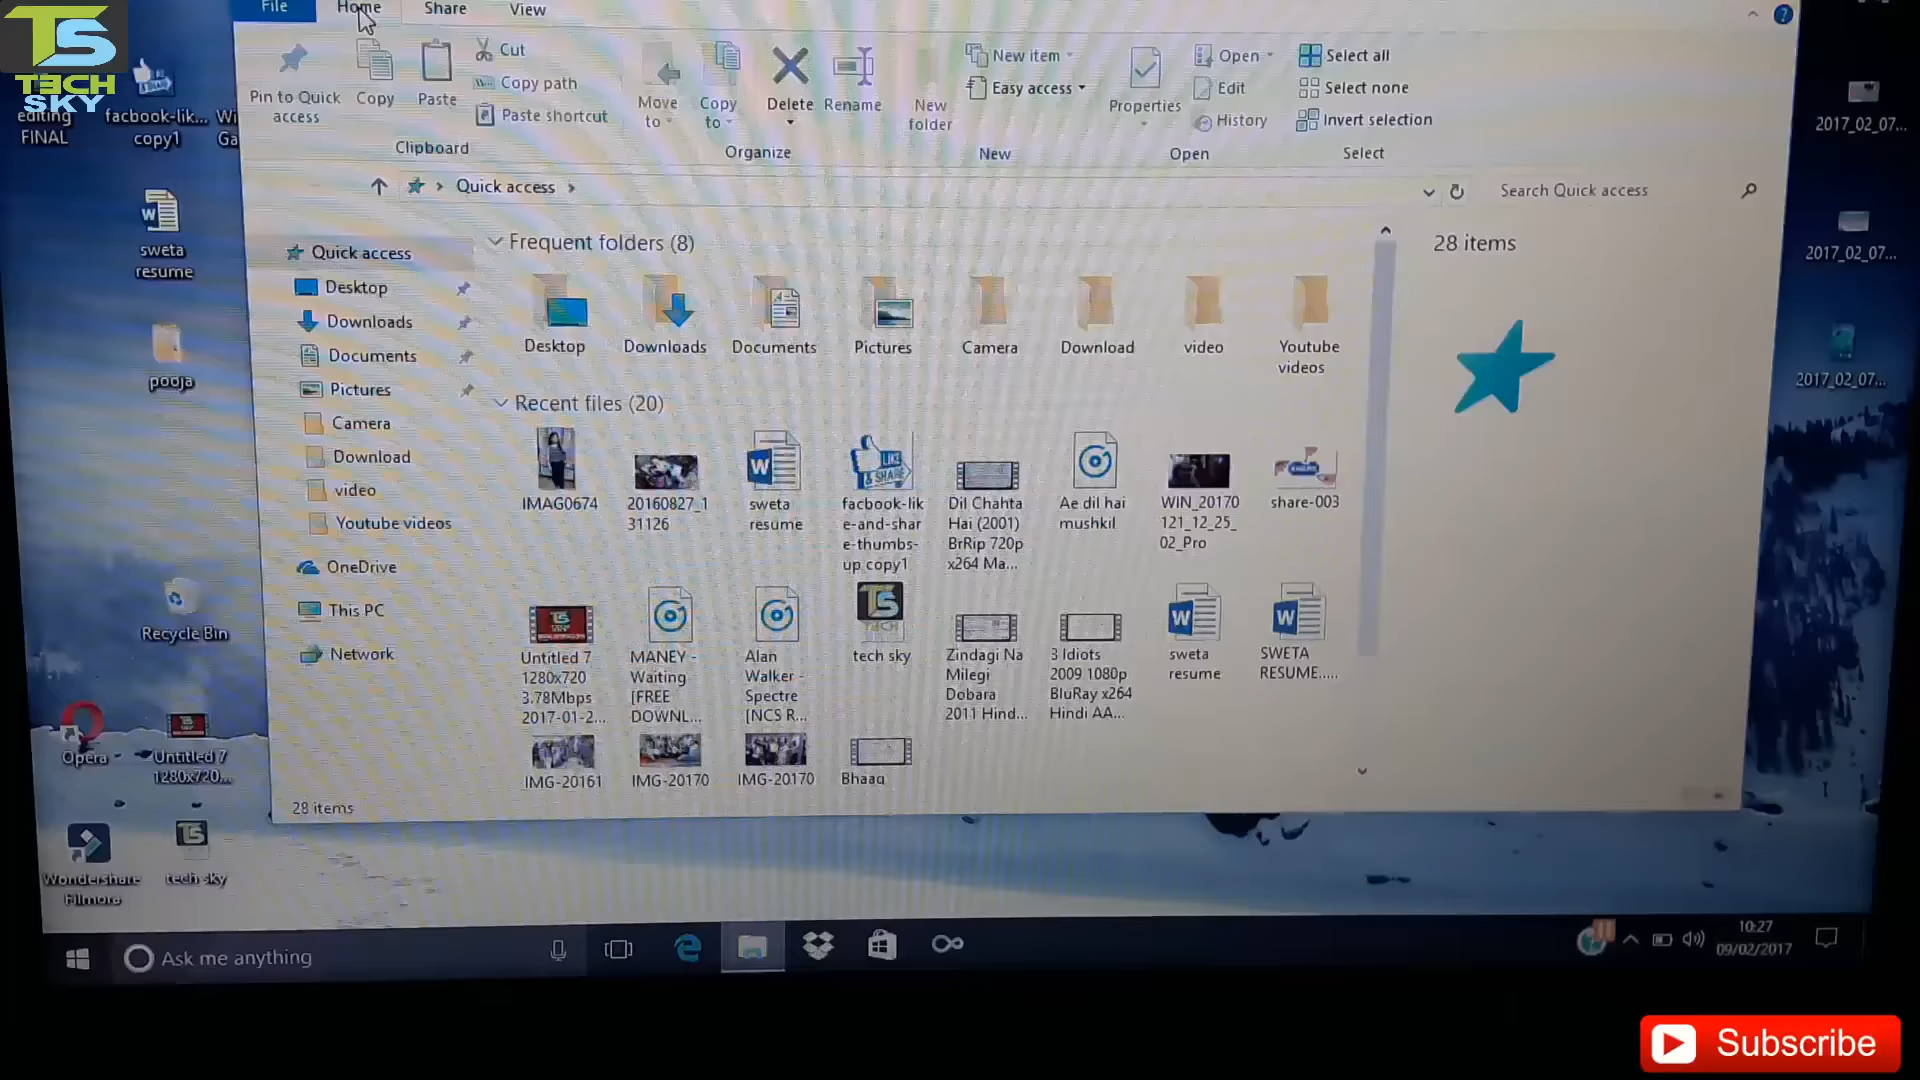 TS
TECH
SKY
editing
FINAL
facbook-lik...
copy1
Wi
Ga
sweta
resume
pooja
Recycle Bin
Opera
Untitled 7
1280x720...
Wondershare
Filmora
tech sky
File
Home
Share
View
Pin to Quick
access
Copy
Paste
Cut
Copy path
Paste shortcut
Clipboard
Move
to
Copy
to
Delete
Rename
Organize
New
folder
New item
Easy access
New
Properties
Open
Edit
History
Open
Select all
Select none
Invert selection
Select
Quick access
Search Quick access
Quick access
Desktop
Downloads
Documents
Pictures
Camera
Download
video
Youtube videos
OneDrive
This PC
Network
Frequent folders (8)
Desktop
Downloads
Documents
Pictures
Camera
Download
video
Youtube
videos
Recent files (20)
IMAG0674
20160827_1
31126
sweta
resume
LIKE
& SHARE
facbook-lik
e-and-shar
e-thumbs-
up copy1
Dil Chahta
Hai (2001)
BrRip 720p
x264 Ma...
Ae dil hai
mushkil
WIN_20170
121_12_25_
02_Pro
share-003
Untitled 7
1280x720
3.78Mbps
2017-01-2...
MANEY -
Waiting
[FREE
DOWNL...
Alan
Walker -
Spectre
[NCS R...
TS
TECH
tech sky
Zindagi Na
Milegi
Dobara
2011 Hind...
3 Idiots
2009 1080p
BluRay x264
Hindi AA...
sweta
resume
SWETA
RESUME.....
IMG-20161
IMG-20170
IMG-20170
Bhaag
28 items
28 items
2017_02_07...
2017_02_07...
2017_02_07...
Ask me anything
10:27
09/02/2017
Subscribe